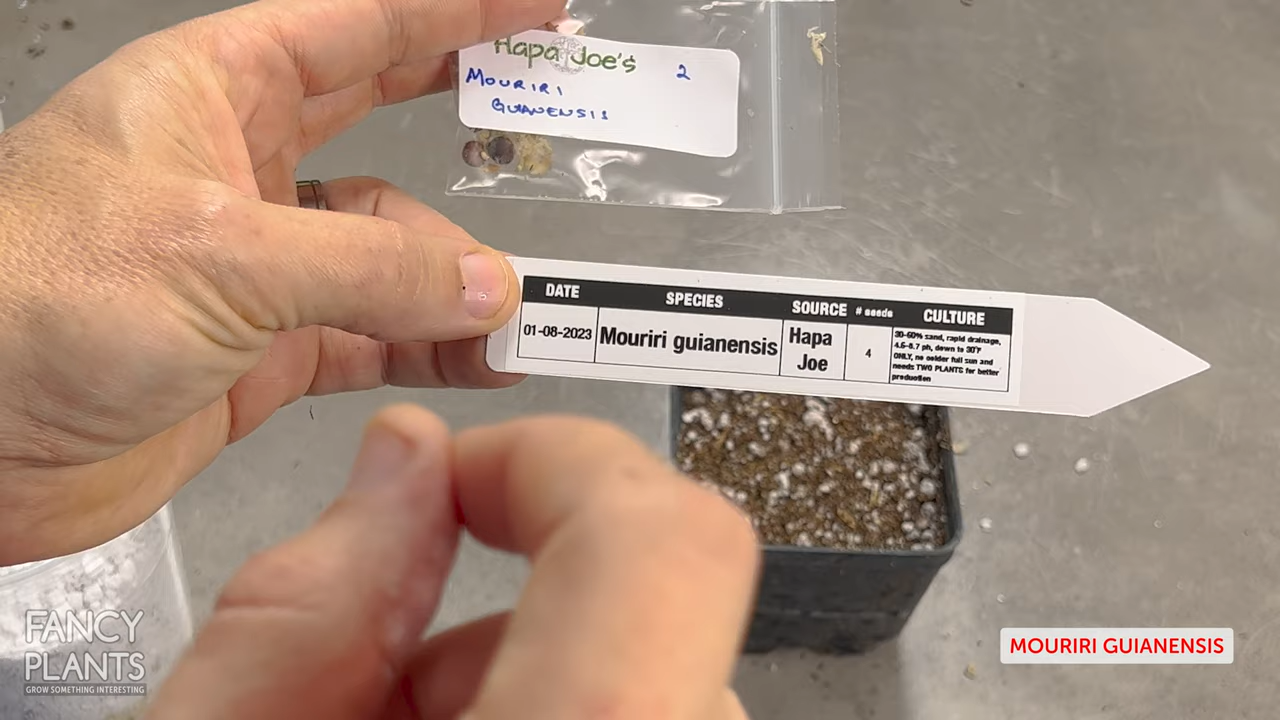 Hapa Joe's 2
MOURIRI
GUIANENSIS
DATE SPECIES SOURCE # seeds CULTURE
01-08-2023 Mouriri guianensis Hapa Joe 4
30-60% sand, rapid drainage,
4.5-6.7 ph, down to 30°F
ONLY, no colder full sun and
needs TWO PLANTS for better
production
FANCY
PLANTS
GROW SOMETHING INTERESTING
MOURIRI GUIANENSIS